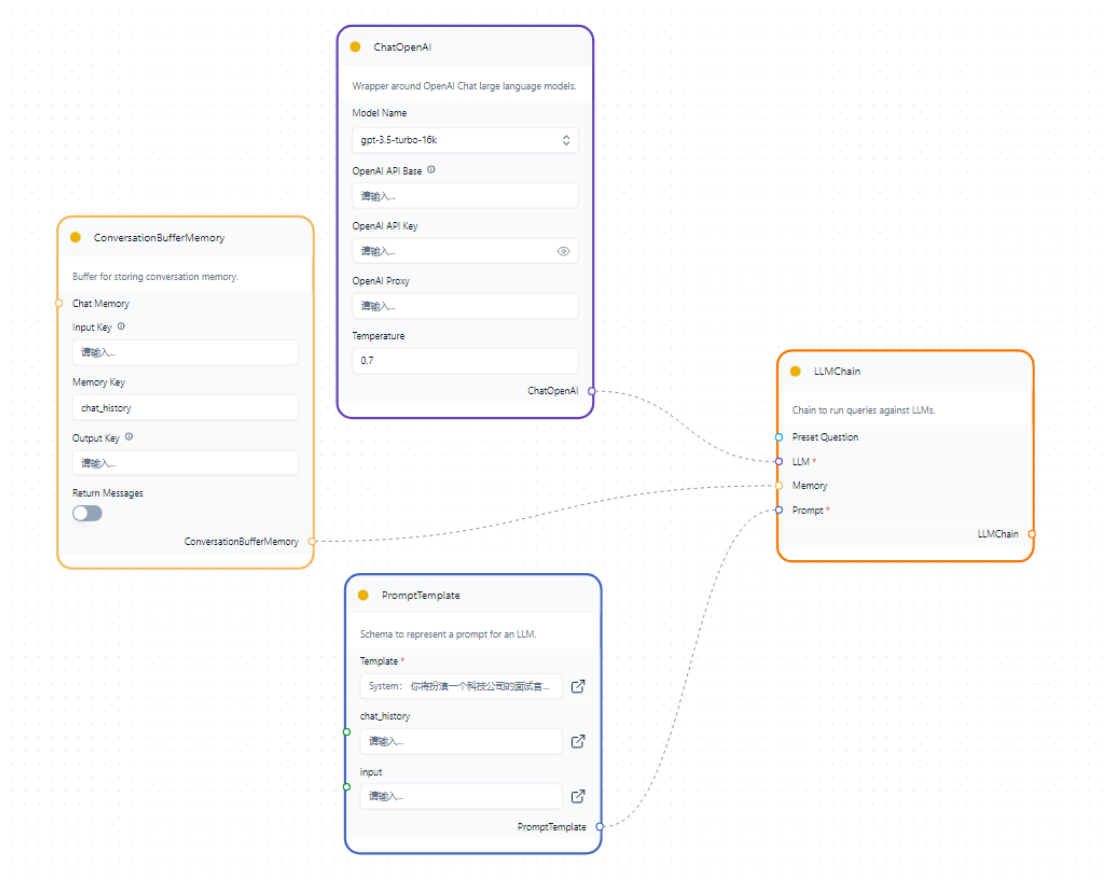 ChatOpenAI
Wrapper around OpenAI Chat large language models.
Model Name
gpt-3.5-turbo-16k
OpenAI API Base
请输入...
OpenAI API Key
请输入...
OpenAI Proxy
请输入...
Temperature
0.7
ChatOpenAI
ConversationBufferMemory
Buffer for storing conversation memory.
Chat Memory
Input Key
请输入...
Memory Key
chat_history
Output Key
请输入...
Return Messages
ConversationBufferMemory
LLMChain
Chain to run queries against LLMs.
Preset Question
LLM *
Memory
Prompt *
LLMChain
PromptTemplate
Schema to represent a prompt for an LLM.
Template *
System: 你将扮演一个科技公司的面试官...
chat_history
请输入...
input
请输入...
PromptTemplate